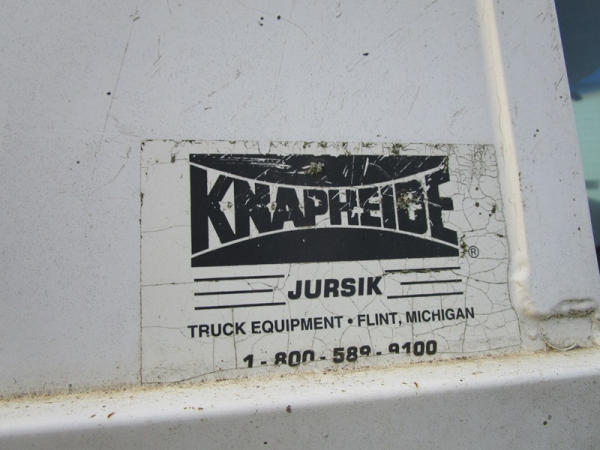 KNAPHEIDE®
JURSIK
TRUCK EQUIPMENT • FLINT, MICHIGAN
1-800-589-9100